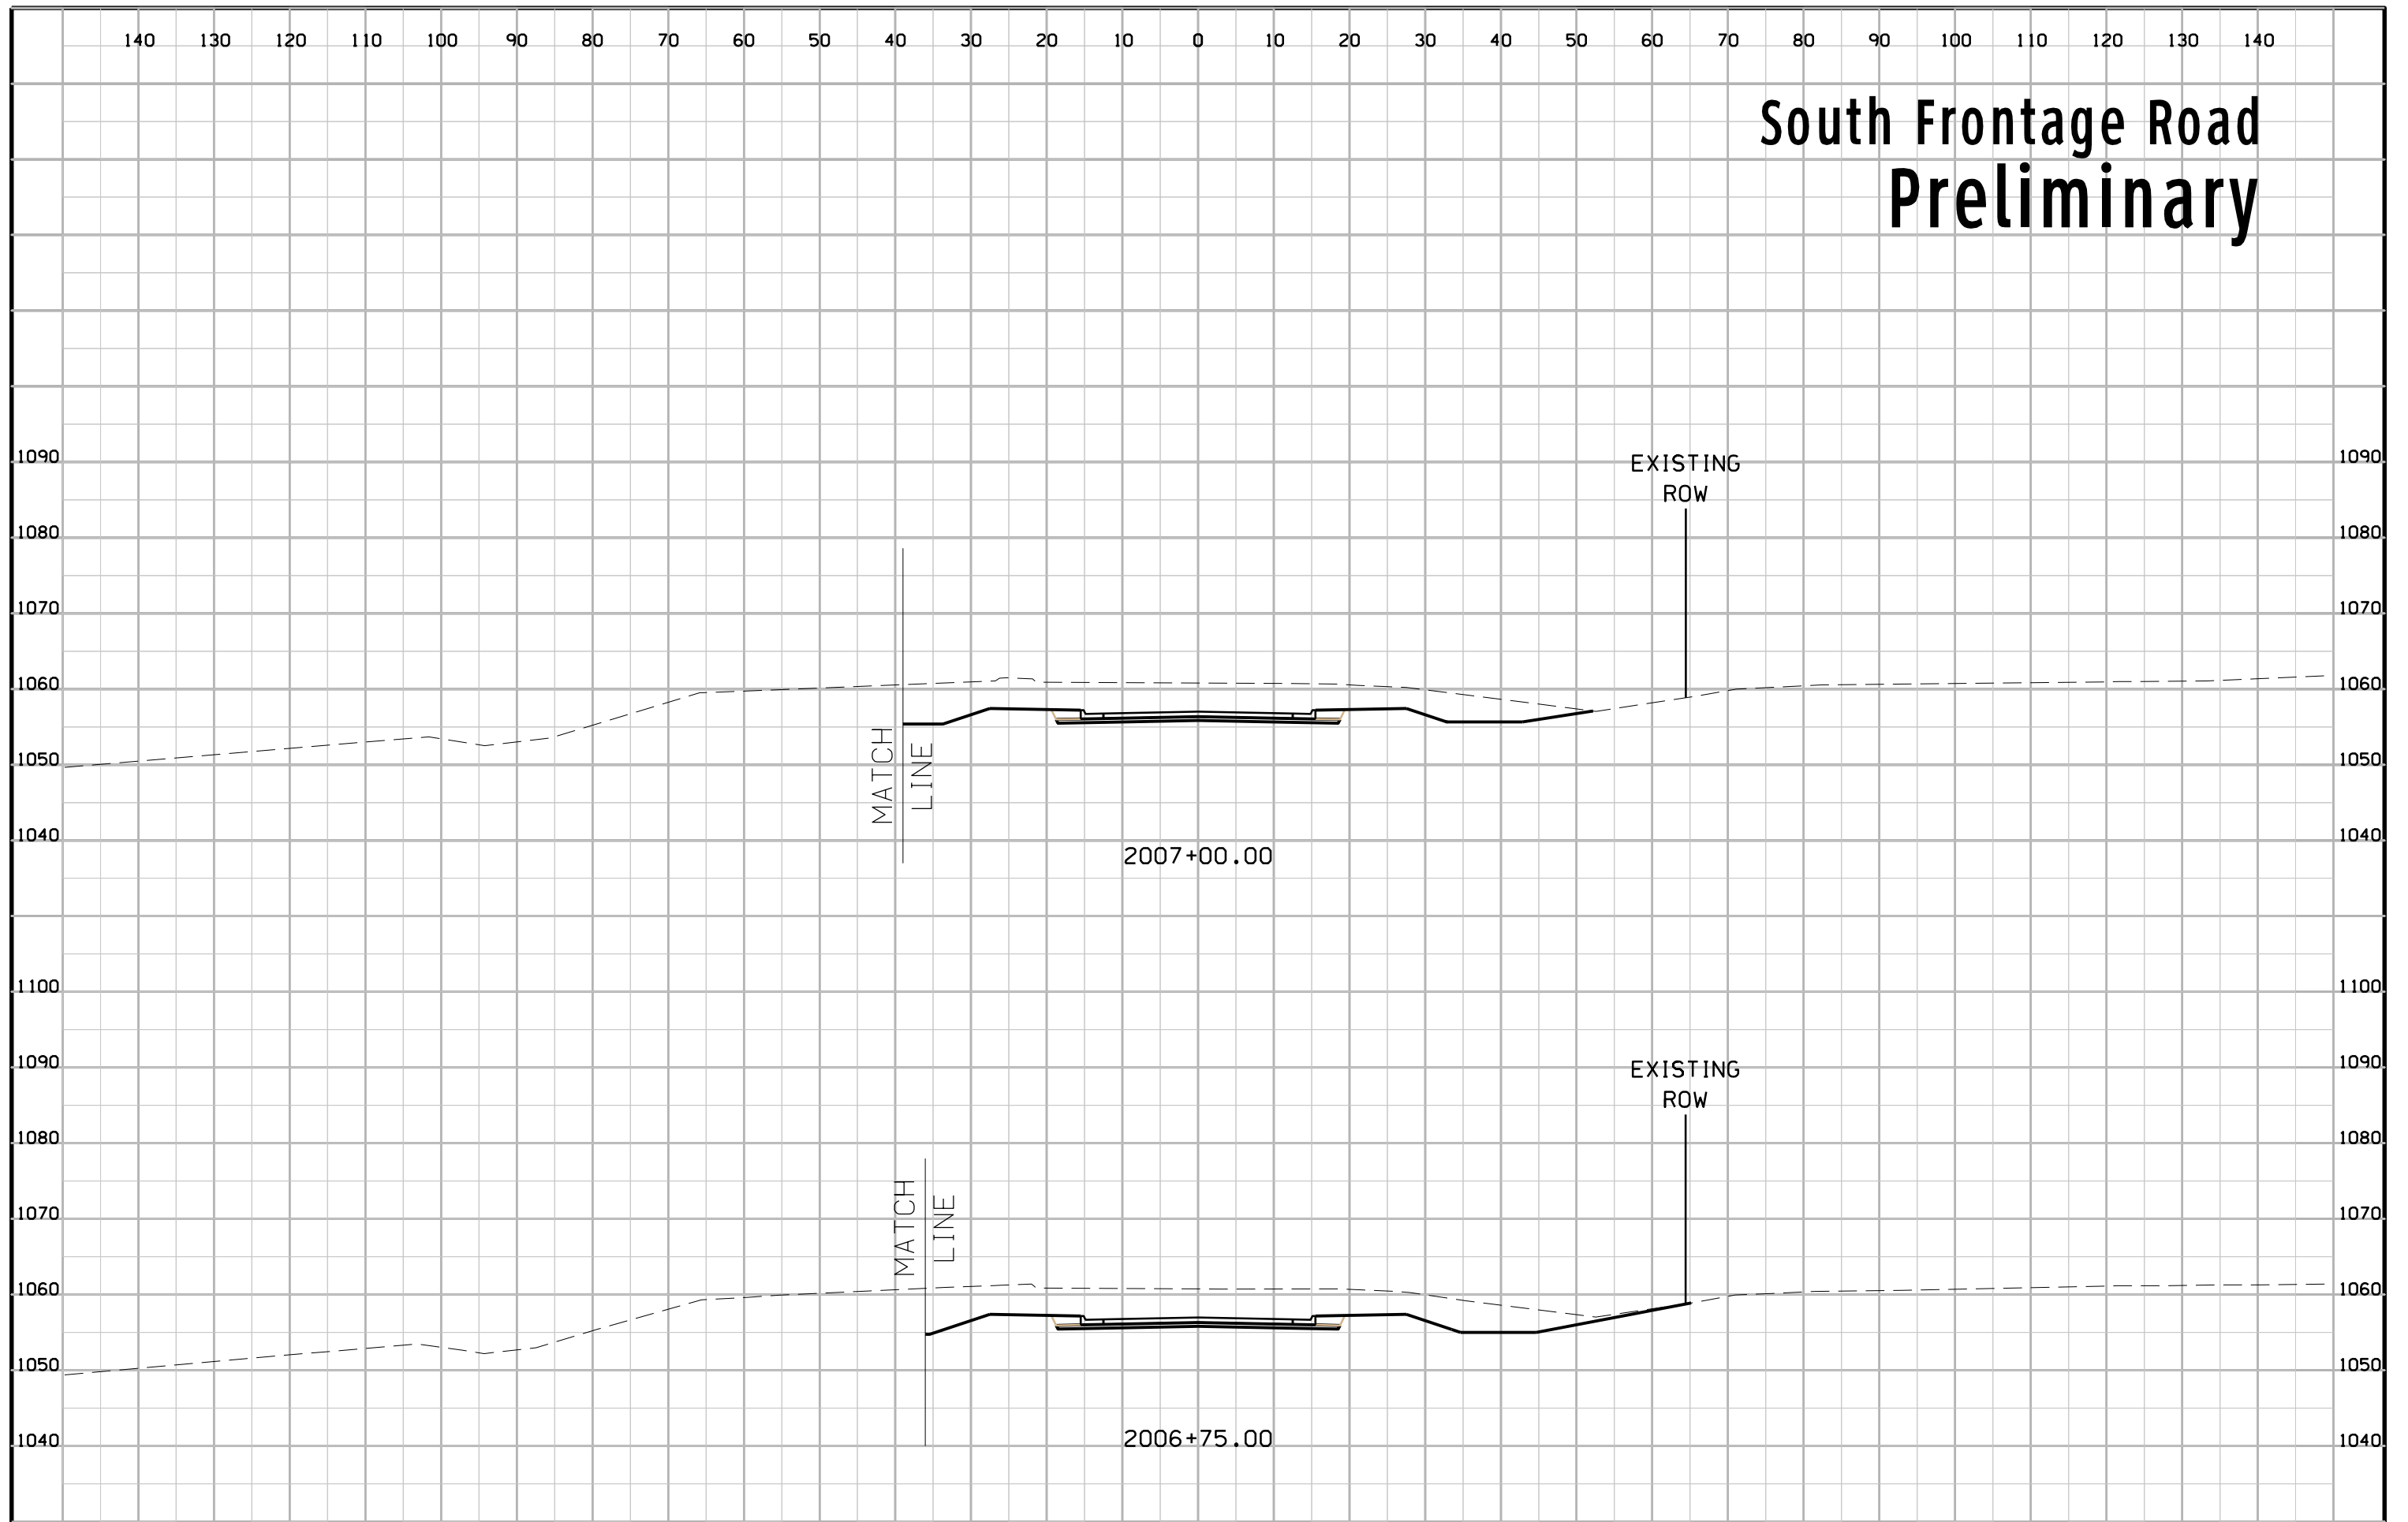 140 130 120 110 100 90 80 70 60 50 40 30 20 10 0 10 20 30 40 50 60 70 80 90 100 110 120 130 140
South Frontage Road
Preliminary
1090 EXISTING 1090
ROW
1080 1080
1070 1070
1060 1060
1050 MATCH LINE 1050
1040 1040
2007+00.00
1100 1100
1090 EXISTING 1090
ROW
1080 1080
1070 MATCH LINE 1070
1060 1060
1050 1050
1040 2006+75.00 1040